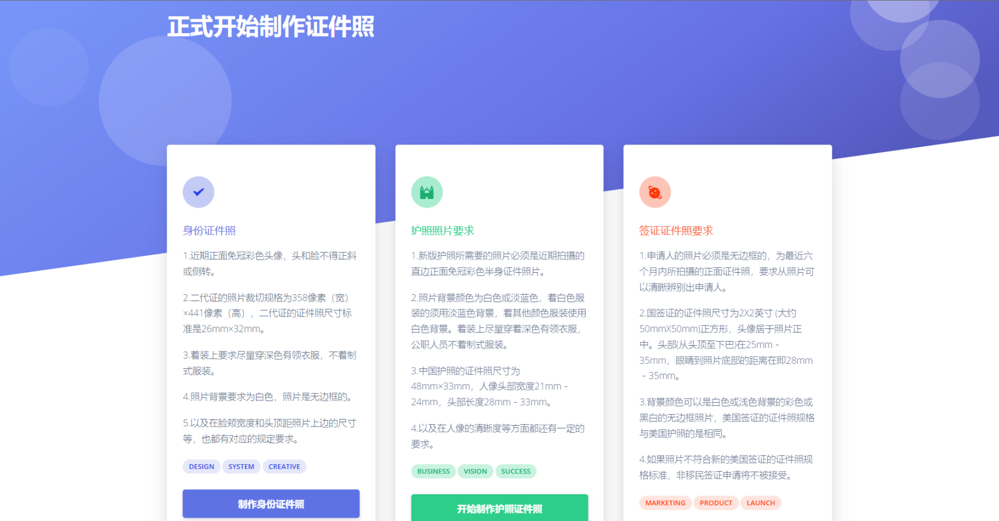 正式开始制作证件照
身份证件照
1.近期正面免冠彩色头像，头和脸不得正斜
或侧转。
2.二代证的照片裁切规格为358像素（宽）
×441像素（高），二代证的证件照尺寸标
准是26mm×32mm。
3.着装上要求尽量穿深色有领衣服，不着制
式服装。
4.照片背景要求为白色，照片是无边框的。
5.以及在脸颊宽度和头顶距照片上边的尺寸
等，也都有对应的规定要求。
DESIGN SYSTEM CREATIVE
制作身份证件照
护照照片要求
1.新版护照所需要的照片必须是近期拍摄的
直边正面免冠彩色半身证件照片。
2.照片背景颜色为白色或淡蓝色，着白色服
装的须用淡蓝色背景，着其他颜色服装使用
白色背景。着装上尽量穿着深色有领衣服，
公职人员不着制式服装。
3.中国护照的证件照尺寸为
48mm×33mm，人像头部宽度21mm－
24mm，头部长度28mm－33mm。
4.以及在人像的清晰度等方面都还有一定的
要求。
BUSINESS VISION SUCCESS
开始制作护照证件照
签证证件照要求
1.申请人的照片必须是无边框的，为最近六
个月内所拍摄的正面证件照，要求从照片可
以清晰辨别出申请人。
2.国签证的证件照尺寸为2X2英寸 (大约
50mmX50mm)正方形，头像居于照片正
中。头部(从头顶至下巴)在25mm－
35mm，眼睛到照片底部的距离在即28mm
－35mm。
3.背景颜色可以是白色或浅色背景的彩色或
黑白的无边框照片，美国签证的证件照规格
与美国护照的是相同。
4.如果照片不符合新的美国签证的证件照规
格标准，非移民签证申请将不被接受。
MARKETING PRODUCT LAUNCH